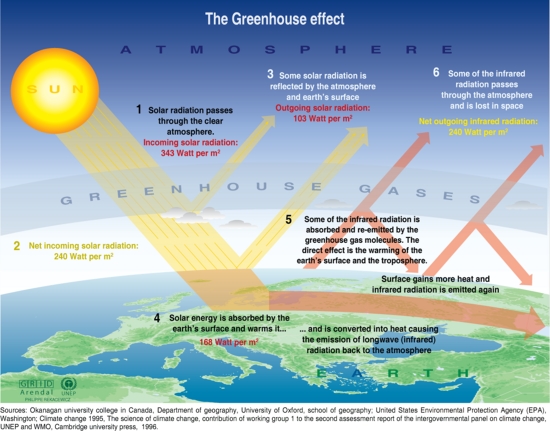 The Greenhouse effect
A T M O S P H E R E
S U N
1 Solar radiation passes
through the clear
atmosphere.
Incoming solar radiation:
343 Watt per m²
3 Some solar radiation is
reflected by the atmosphere
and earth's surface
Outgoing solar radiation:
103 Watt per m²
6 Some of the infrared
radiation passes
through the atmosphere
and is lost in space
Net outgoing infrared radiation:
240 Watt per m²
G R E E N H O U S E G A S E S
2 Net incoming solar radiation:
240 Watt per m²
5 Some of the infrared radiation is
absorbed and re-emitted by the
greenhouse gas molecules. The
direct effect is the warming of the
earth's surface and the troposphere.
Surface gains more heat and
infrared radiation is emitted again
4 Solar energy is absorbed by the
earth's surface and warms it...
168 Watt per m²
... and is converted into heat causing
the emission of longwave (infrared)
radiation back to the atmosphere
E A R T H
G R I D
Arendal UNEP
Sources: Okanagan university college in Canada, Department of geography, University of Oxford, school of geography; United States Environmental Protection Agency (EPA),
Washington; Climate change 1995, The science of climate change, contribution of working group 1 to the second assessment report of the intergovernmental panel on climate change,
UNEP and WMO, Cambridge university press, 1996.